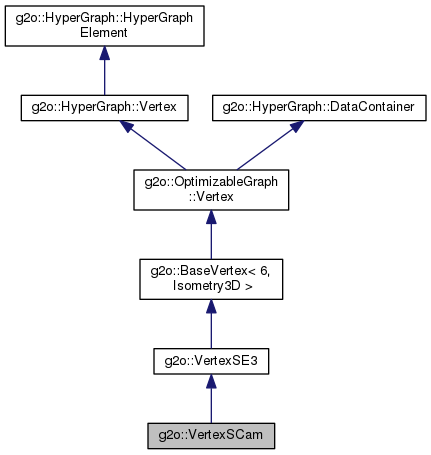 g2o::HyperGraph::HyperGraph
Element
g2o::HyperGraph::Vertex
g2o::HyperGraph::DataContainer
g2o::OptimizableGraph
::Vertex
g2o::BaseVertex< 6,
Isometry3D >
g2o::VertexSE3
g2o::VertexSCam